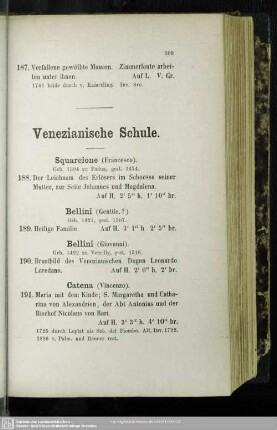 109
187. Verfallene gewölbte Massen. Zimmerleute arbei-
ten unter ihnen. Auf L. V. Gr.
1741 beide durch v. Kaiserling. Inv. 8vo.
Venezianische Schule.
Squarcione (Francesco).
Geb. 1394 zu Padua, gest. 1474.
188. Der Leichnam des Erlösers im Schoosse seiner
Mutter, zur Seite Johannes und Magdalena.
Auf H. 2' 5" h. 1' 10" br.
Bellini (Gentile.?)
Geb. 1421, gest. 1507.
189. Heilige Familie. Auf H. 3' 1" h 2' 5" br.
Bellini (Giovanni).
Geb. 1422 zu Venedig, gest. 1516.
190. Brustbild des Venezianischen Dogen Leonardo
Loredano. Auf H. 2' 0" h. 2' br.
Catena (Vincenzo).
191. Maria mit dem Kinde; S. Margaretha und Catha-
rina von Alexandrien, der Abt Antonius und der
Bischof Nicolaus von Bari.
Auf H. 3' 3" h. 4' 10" br.
1725 durch Leplat als Seb. del Piombo. Alt. Inv. 1722.
1826 v. Palm. und Renner rest.